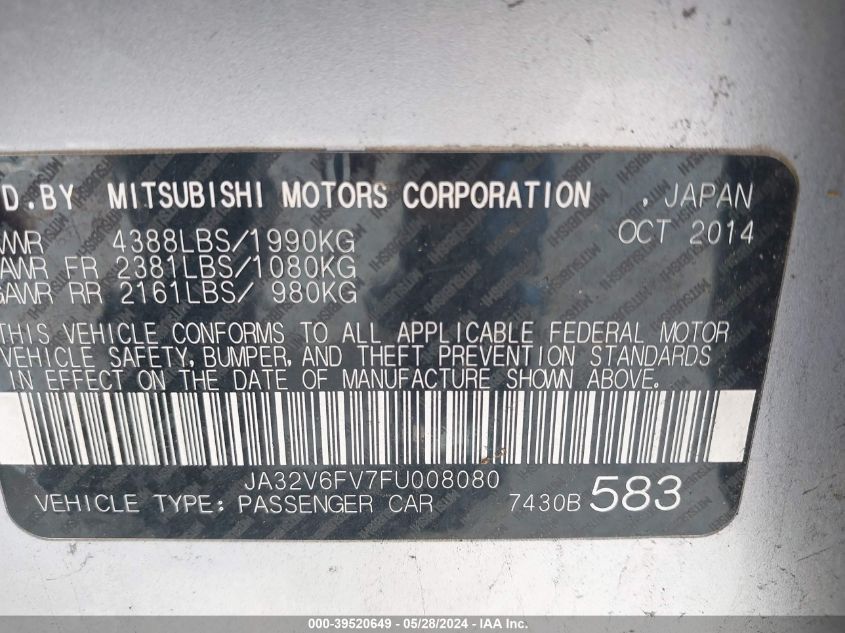 D.BY MITSUBISHI MOTORS CORPORATION , JAPAN
OCT 2014
WR 4388LBS/1990KG
AWR FR 2381LBS/1080KG
GAWR RR 2161LBS/ 980KG
THIS VEHICLE CONFORMS TO ALL APPLICABLE FEDERAL MOTOR
VEHICLE SAFETY, BUMPER, AND THEFT PREVENTION STANDARDS
IN EFFECT ON THE DATE OF MANUFACTURE SHOWN ABOVE.
JA32V6FV7FU008080
VEHICLE TYPE: PASSENGER CAR 7430B 583
000-39520649 / 05/28/2024 - IAA Inc.